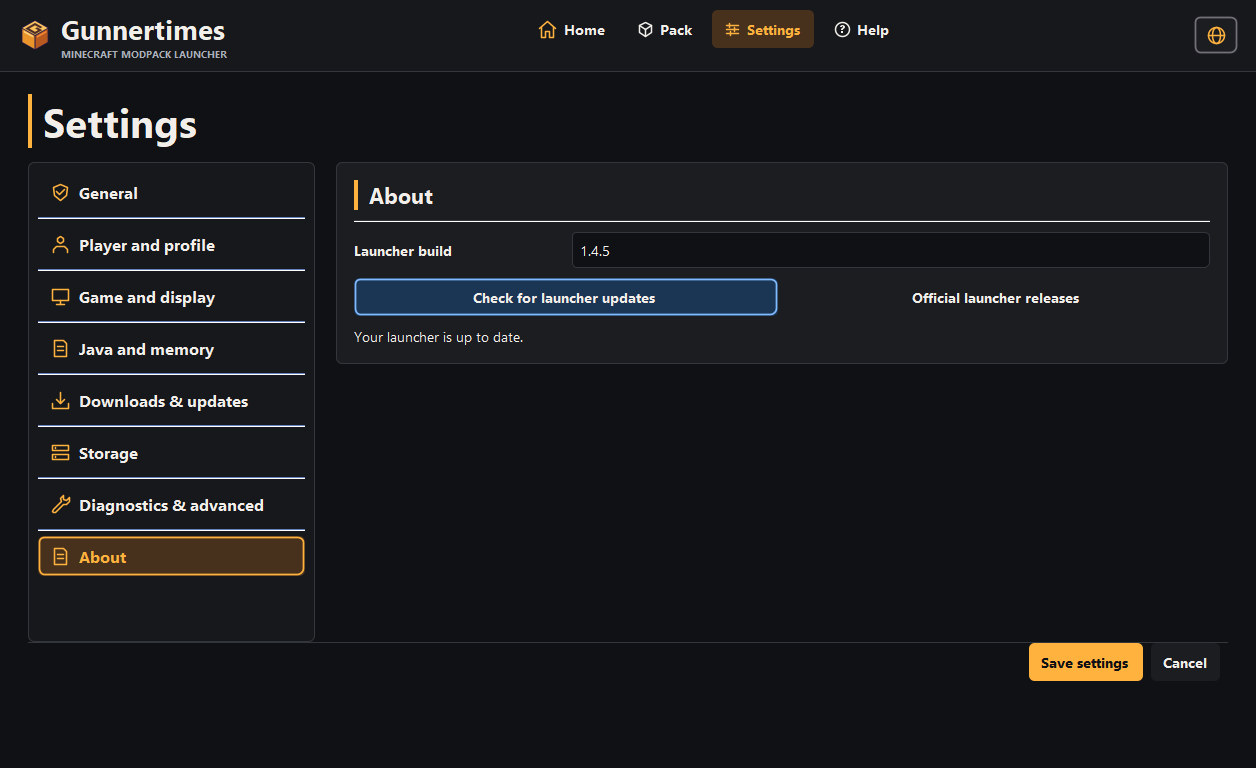 Gunnertimes
MINECRAFT MODPACK LAUNCHER
Home
Pack
Settings
Help
Settings
General
Player and profile
Game and display
Java and memory
Downloads & updates
Storage
Diagnostics & advanced
About
About
Launcher build
1.4.5
Check for launcher updates
Official launcher releases
Your launcher is up to date.
Save settings
Cancel